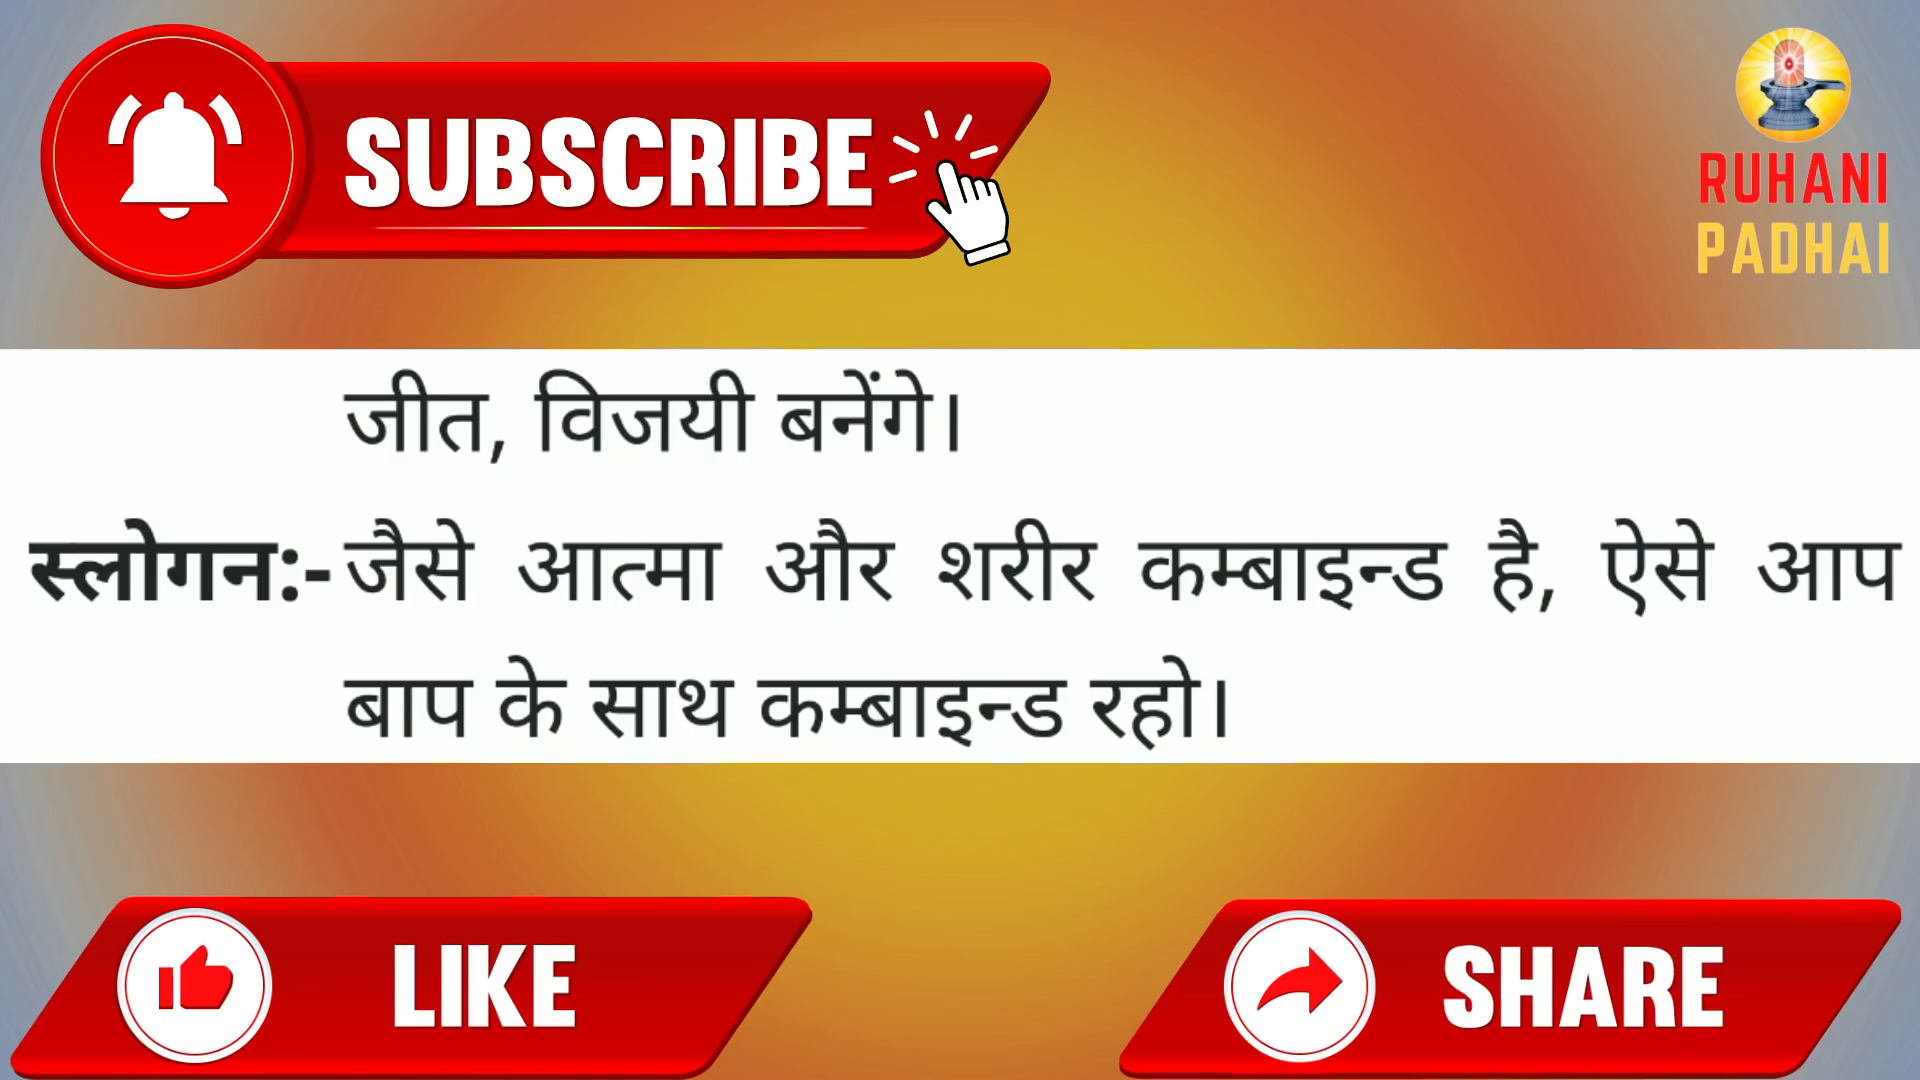 SUBSCRIBE
RUHANI
PADHAI
जीत, विजयी बनेंगे।
स्लोगन:- जैसे आत्मा और शरीर कम्बाइन्ड है, ऐसे आप
बाप के साथ कम्बाइन्ड रहो।
LIKE
SHARE